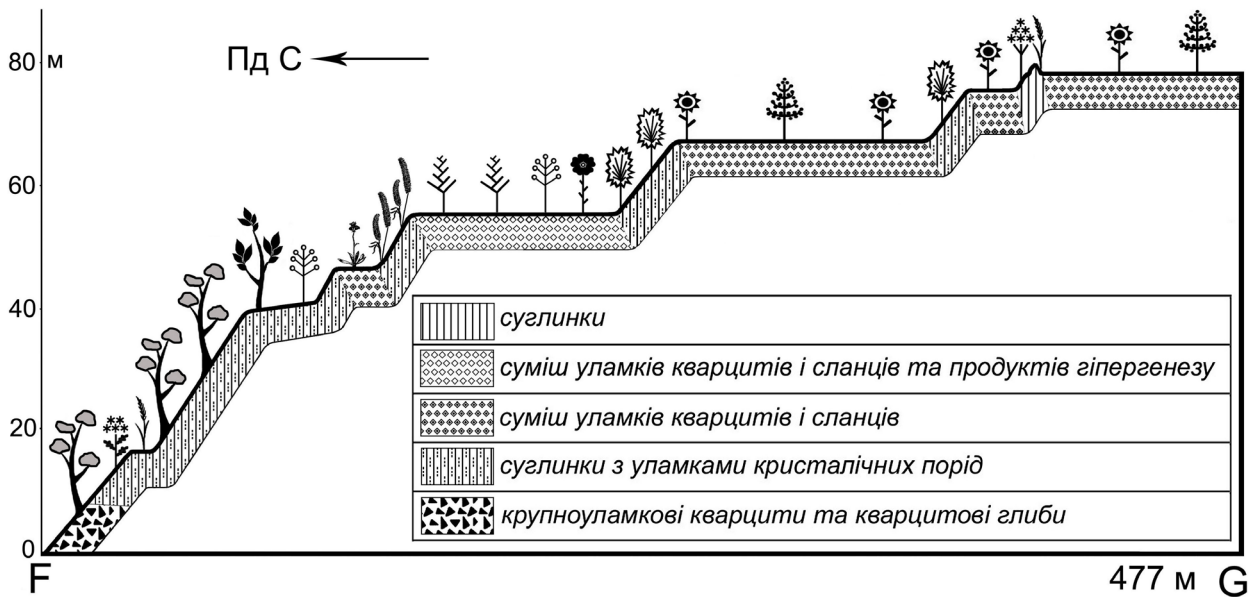 80 м
Пд С
60
40
20
0
суглинки
суміш уламків кварцитів і сланців та продуктів гіпергенезу
суміш уламків кварцитів і сланців
суглинки з уламками кристалічних порід
крупноуламкові кварцити та кварцитові глиби
F
477 м G